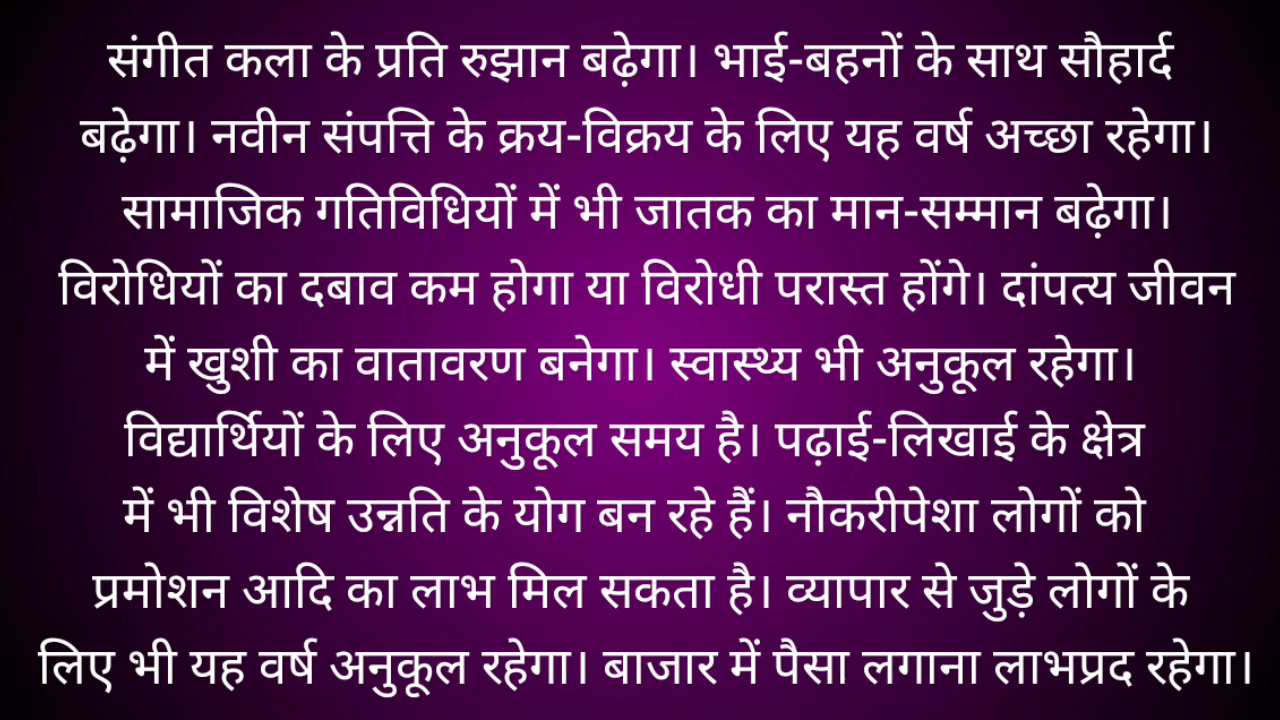 संगीत कला के प्रति रुझान बढ़ेगा। भाई-बहनों के साथ सौहार्द
बढ़ेगा। नवीन संपत्ति के क्रय-विक्रय के लिए यह वर्ष अच्छा रहेगा।
सामाजिक गतिविधियों में भी जातक का मान-सम्मान बढ़ेगा।
विरोधियों का दबाव कम होगा या विरोधी परास्त होंगे। दांपत्य जीवन
में खुशी का वातावरण बनेगा। स्वास्थ्य भी अनुकूल रहेगा।
विद्यार्थियों के लिए अनुकूल समय है। पढ़ाई-लिखाई के क्षेत्र
में भी विशेष उन्नति के योग बन रहे हैं। नौकरीपेशा लोगों को
प्रमोशन आदि का लाभ मिल सकता है। व्यापार से जुड़े लोगों के
लिए भी यह वर्ष अनुकूल रहेगा। बाजार में पैसा लगाना लाभप्रद रहेगा।